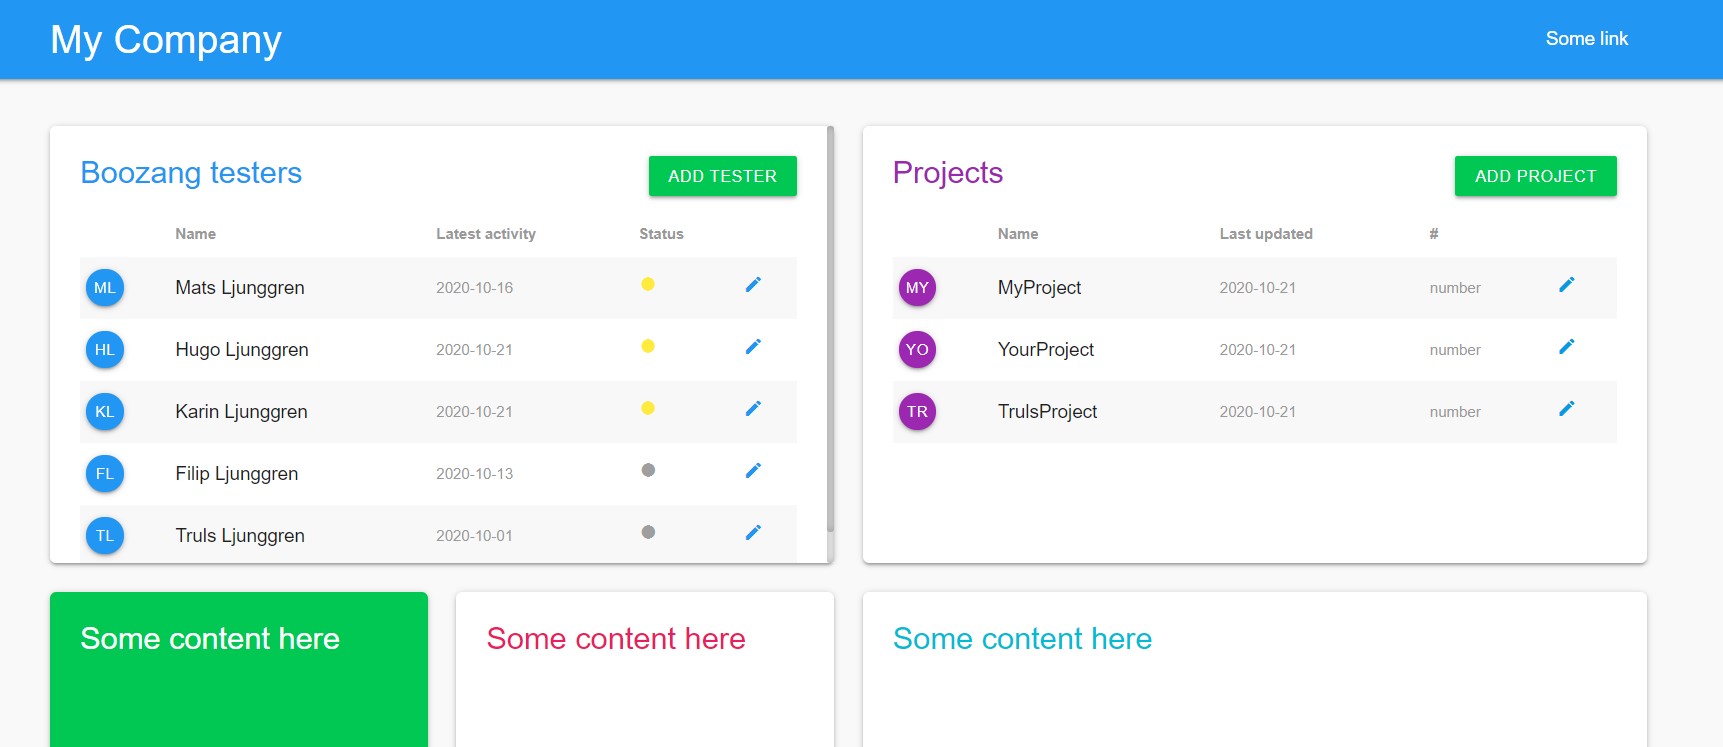 My Company
Some link
Boozang testers
ADD TESTER
Name Latest activity Status
ML Mats Ljunggren 2020-10-16
HL Hugo Ljunggren 2020-10-21
KL Karin Ljunggren 2020-10-21
FL Filip Ljunggren 2020-10-13
TL Truls Ljunggren 2020-10-01
Projects
ADD PROJECT
Name Last updated #
MY MyProject 2020-10-21 number
YO YourProject 2020-10-21 number
TR TrulsProject 2020-10-21 number
Some content here
Some content here
Some content here